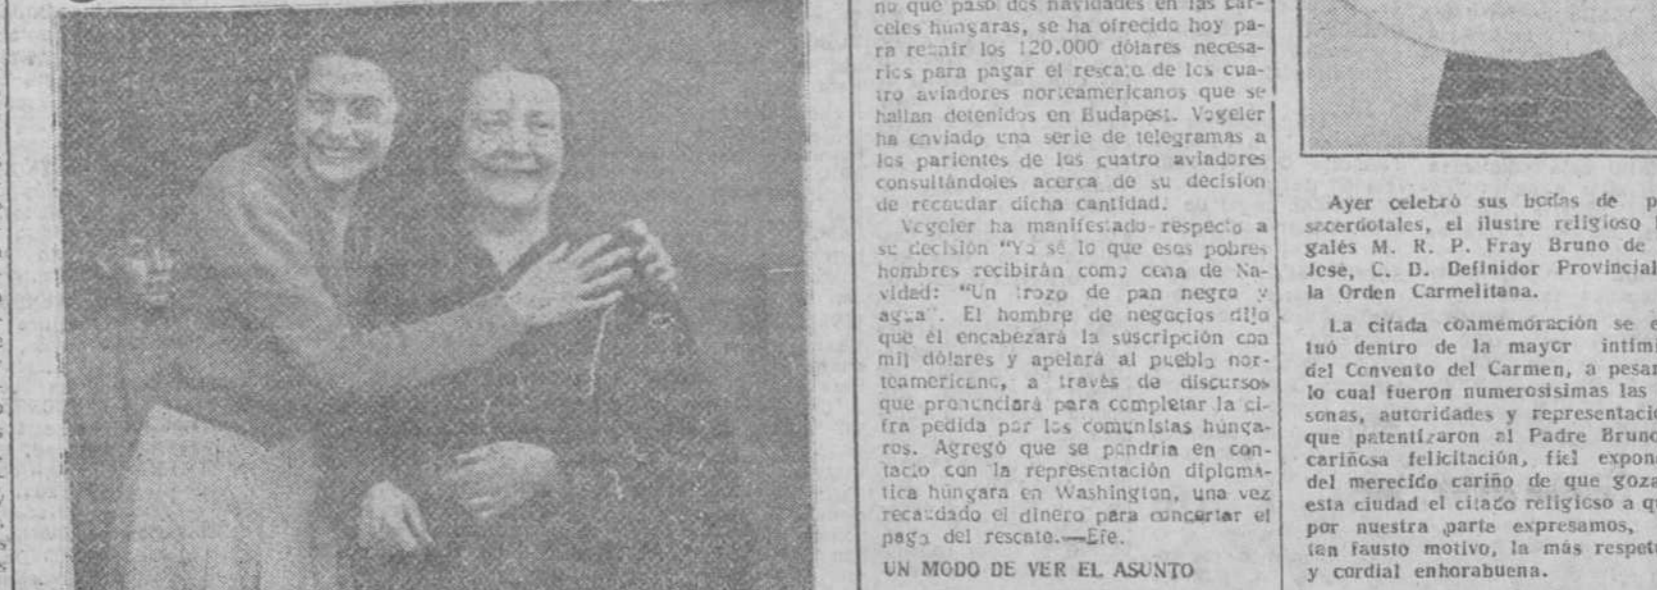 no que pasó dos navidades en las cár-
celes húngaras, se ha ofrecido hoy pa-
ra reunir los 120.000 dólares necesa-
rios para pagar el rescate de los cua-
tro aviadores norteamericanos que se
hallan detenidos en Budapest. Vogeler
ha enviado una serie de telegramas a
los parientes de los cuatro aviadores
consultándoles acerca de su decisión
de recaudar dicha cantidad.
Vogeler ha manifestado respecto a
su decisión "Yo sé lo que esos pobres
hombres recibirán como cena de Na-
vidad: "Un trozo de pan negro y
agua". El hombre de negocios dijo
que él encabezará la suscripción con
mil dólares y apelará al pueblo nor-
teamericano, a través de discursos
que pronunciará para completar la ci-
fra pedida por los comunistas húnga-
ros. Agregó que se pondría en con-
tacto con la representación diplomá-
tica húngara en Washington, una vez
recaudado el dinero para concertar el
pago del rescate.—Efe.
UN MODO DE VER EL ASUNTO
Ayer celebró sus bodas de p
sacerdotales, el ilustre religioso
galés M. R. P. Fray Bruno de
José, C. D. Definidor Provincial
la Orden Carmelitana.
La citada conmemoración se e
tuó dentro de la mayor intimi
del Convento del Carmen, a pesar
lo cual fueron numerosísimas las
sonas, autoridades y representacio
que patentizaron al Padre Bruno
cariñosa felicitación, fiel expon
del merecido cariño de que goza
esta ciudad el citado religioso a qu
por nuestra parte expresamos,
tan fausto motivo, la más respetu
y cordial enhorabuena.